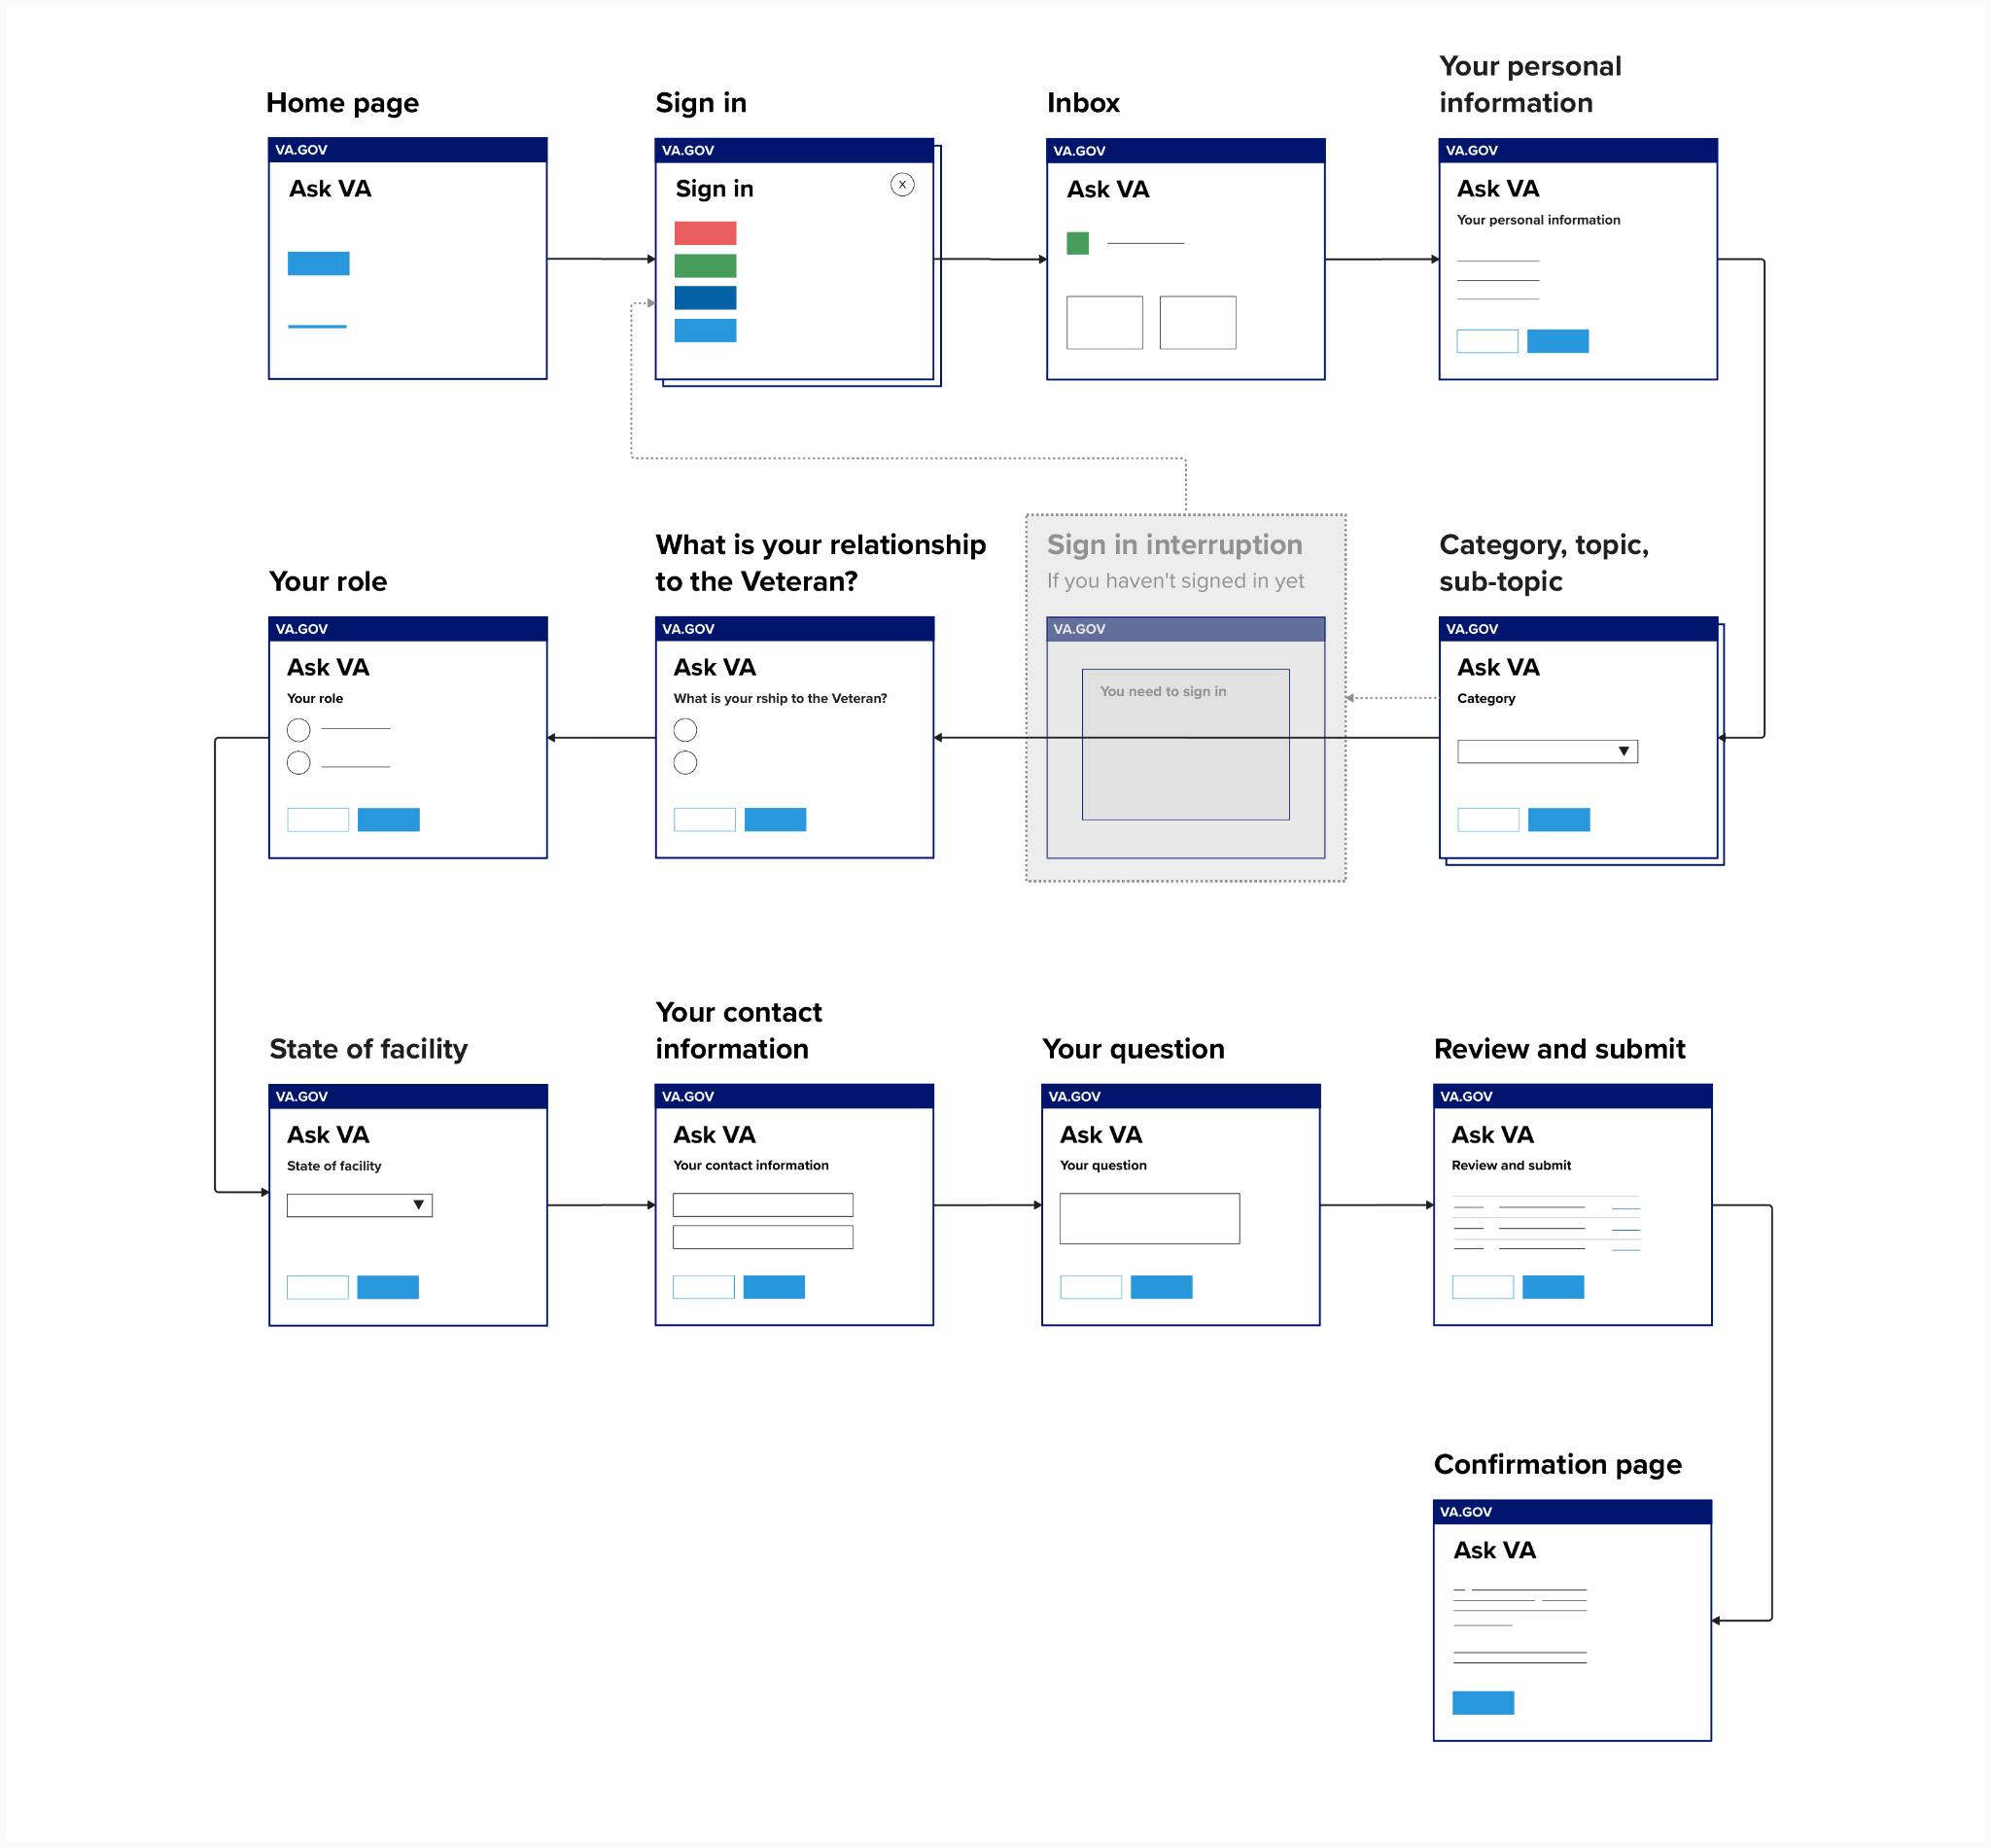 Home page
VA.GOV
Ask VA
Sign in
VA.GOV
Sign in
X
Inbox
VA.GOV
Ask VA
Your personal
information
VA.GOV
Ask VA
Your personal information
Your role
VA.GOV
Ask VA
Your role
What is your relationship
to the Veteran?
VA.GOV
Ask VA
What is your rship to the Veteran?
Sign in interruption
If you haven't signed in yet
VA.GOV
You need to sign in
Category, topic,
sub-topic
VA.GOV
Ask VA
Category
State of facility
VA.GOV
Ask VA
State of facility
Your contact
information
VA.GOV
Ask VA
Your contact information
Your question
VA.GOV
Ask VA
Your question
Review and submit
VA.GOV
Ask VA
Review and submit
Confirmation page
VA.GOV
Ask VA